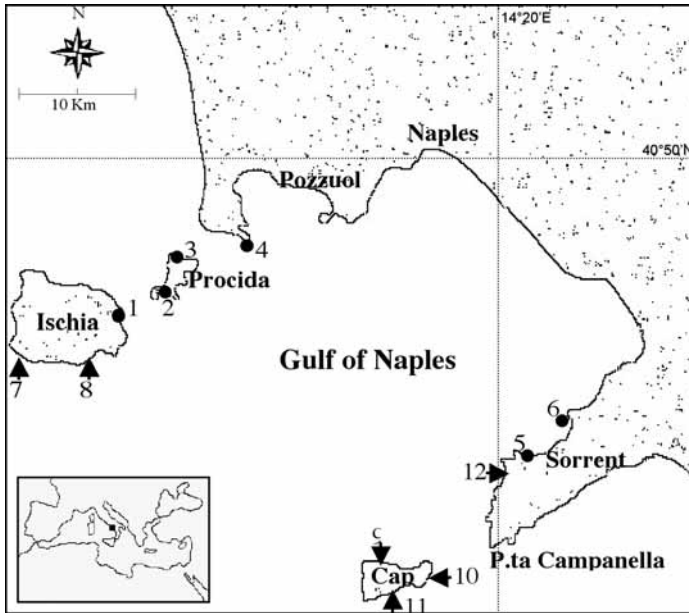 N
14°20'E
10 Km
Naples
40°50'N
Pozzuol
4
3
Procida
2
1
Ischia
Gulf of Naples
7
8
6
5
Sorrent
12
P.ta Campanella
Cap
10
11